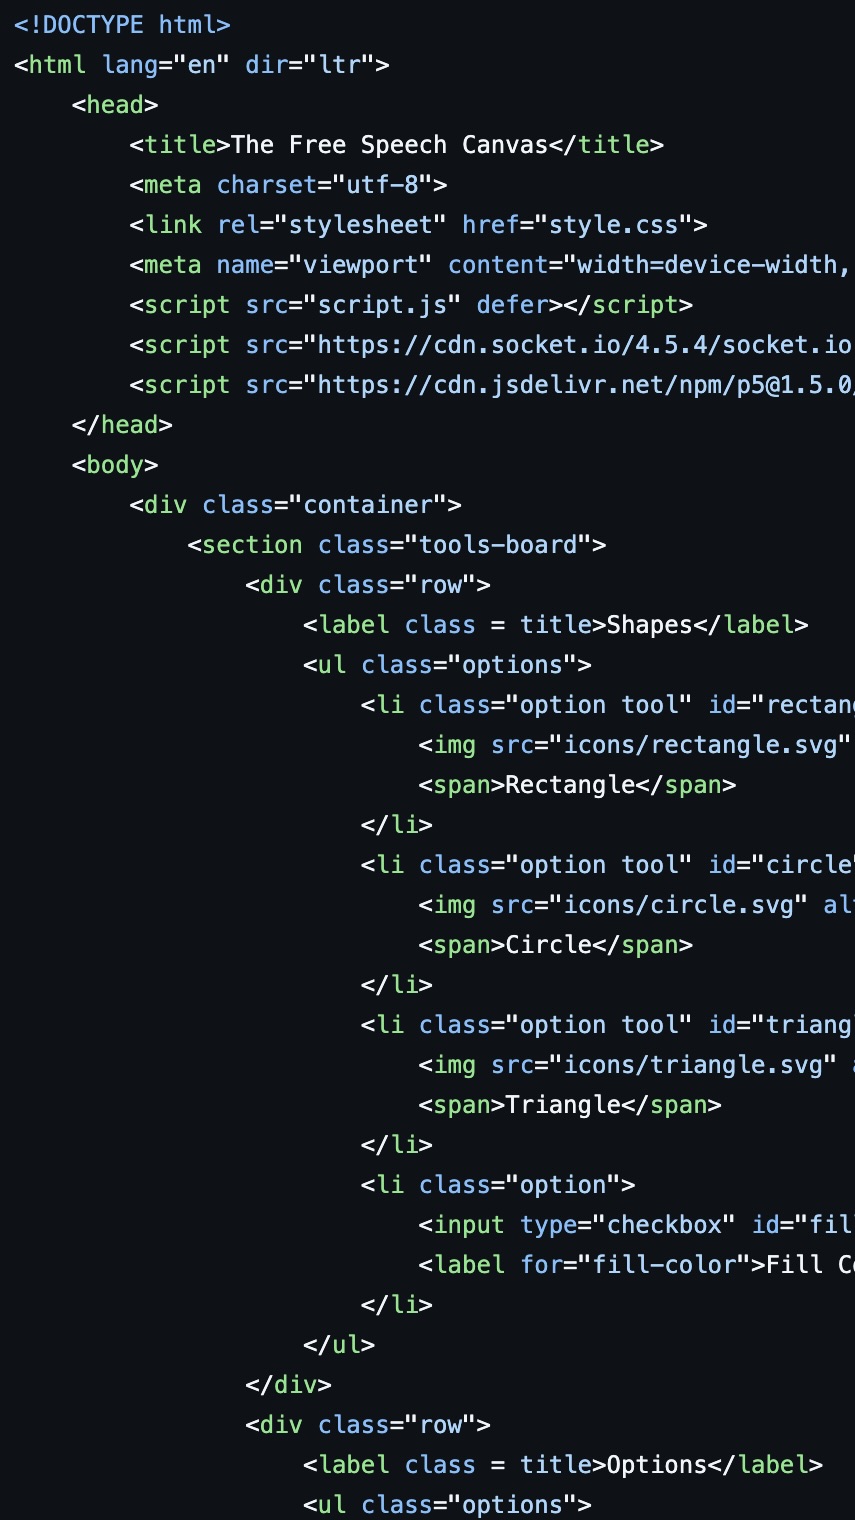 <!DOCTYPE html>
<html lang="en" dir="ltr">
<head>
<title>The Free Speech Canvas</title>
<meta charset="utf-8">
<link rel="stylesheet" href="style.css">
<meta name="viewport" content="width=device-width,
<script src="script.js" defer></script>
<script src="https://cdn.socket.io/4.5.4/socket.io
<script src="https://cdn.jsdelivr.net/npm/p5@1.5.0/
</head>
<body>
<div class="container">
<section class="tools-board">
<div class="row">
<label class = title>Shapes</label>
<ul class="options">
<li class="option tool" id="rectang
<img src="icons/rectangle.svg"
<span>Rectangle</span>
</li>
<li class="option tool" id="circle"
<img src="icons/circle.svg" alt
<span>Circle</span>
</li>
<li class="option tool" id="triangl
<img src="icons/triangle.svg" a
<span>Triangle</span>
</li>
<li class="option">
<input type="checkbox" id="fil
<label for="fill-color">Fill Co
</li>
</ul>
</div>
<div class="row">
<label class = title>Options</label>
<ul class="options">